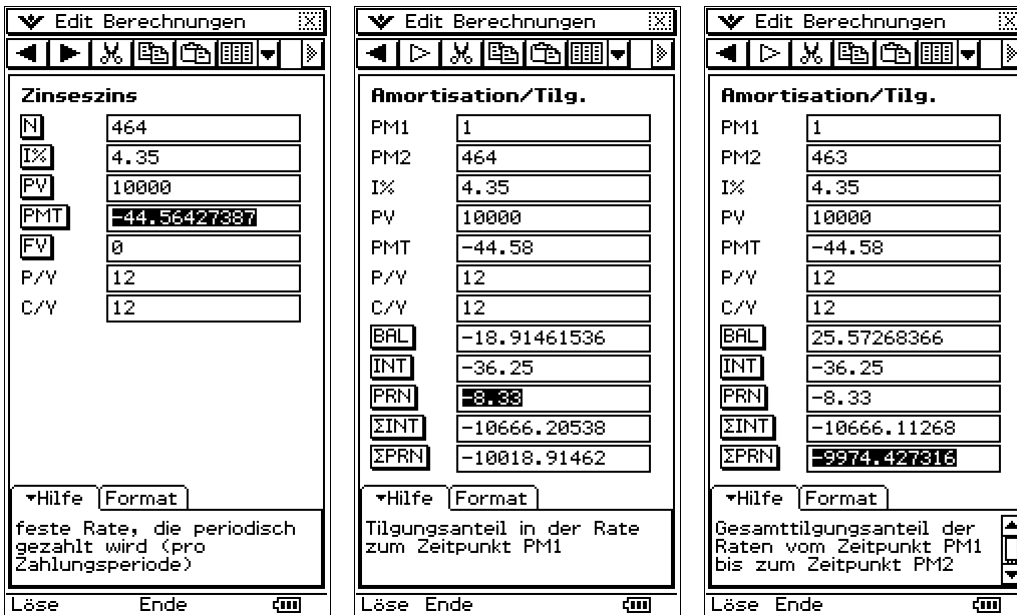 Edit Berechnungen
Zinseszins
N 464
I% 4.35
PV 10000
PMT -44.56427387
FV 0
P/Y 12
C/Y 12
Hilfe Format
feste Rate, die periodisch
gezahlt wird (pro
Zahlungsperiode)
Löse Ende
Edit Berechnungen
Amortisation/Tilg.
PM1 1
PM2 464
I% 4.35
PV 10000
PMT -44.58
P/Y 12
C/Y 12
BAL -18.91461536
INT -36.25
PRN -8.33
ΣINT -10666.20538
ΣPRN -10018.91462
Hilfe Format
Tilgungsanteil in der Rate
zum Zeitpunkt PM1
Löse Ende
Edit Berechnungen
Amortisation/Tilg.
PM1 1
PM2 463
I% 4.35
PV 10000
PMT -44.58
P/Y 12
C/Y 12
BAL 25.57268366
INT -36.25
PRN -8.33
ΣINT -10666.11268
ΣPRN -9974.427316
Hilfe Format
Gesamttilgungsanteil der
Raten vom Zeitpunkt PM1
bis zum Zeitpunkt PM2
Löse Ende